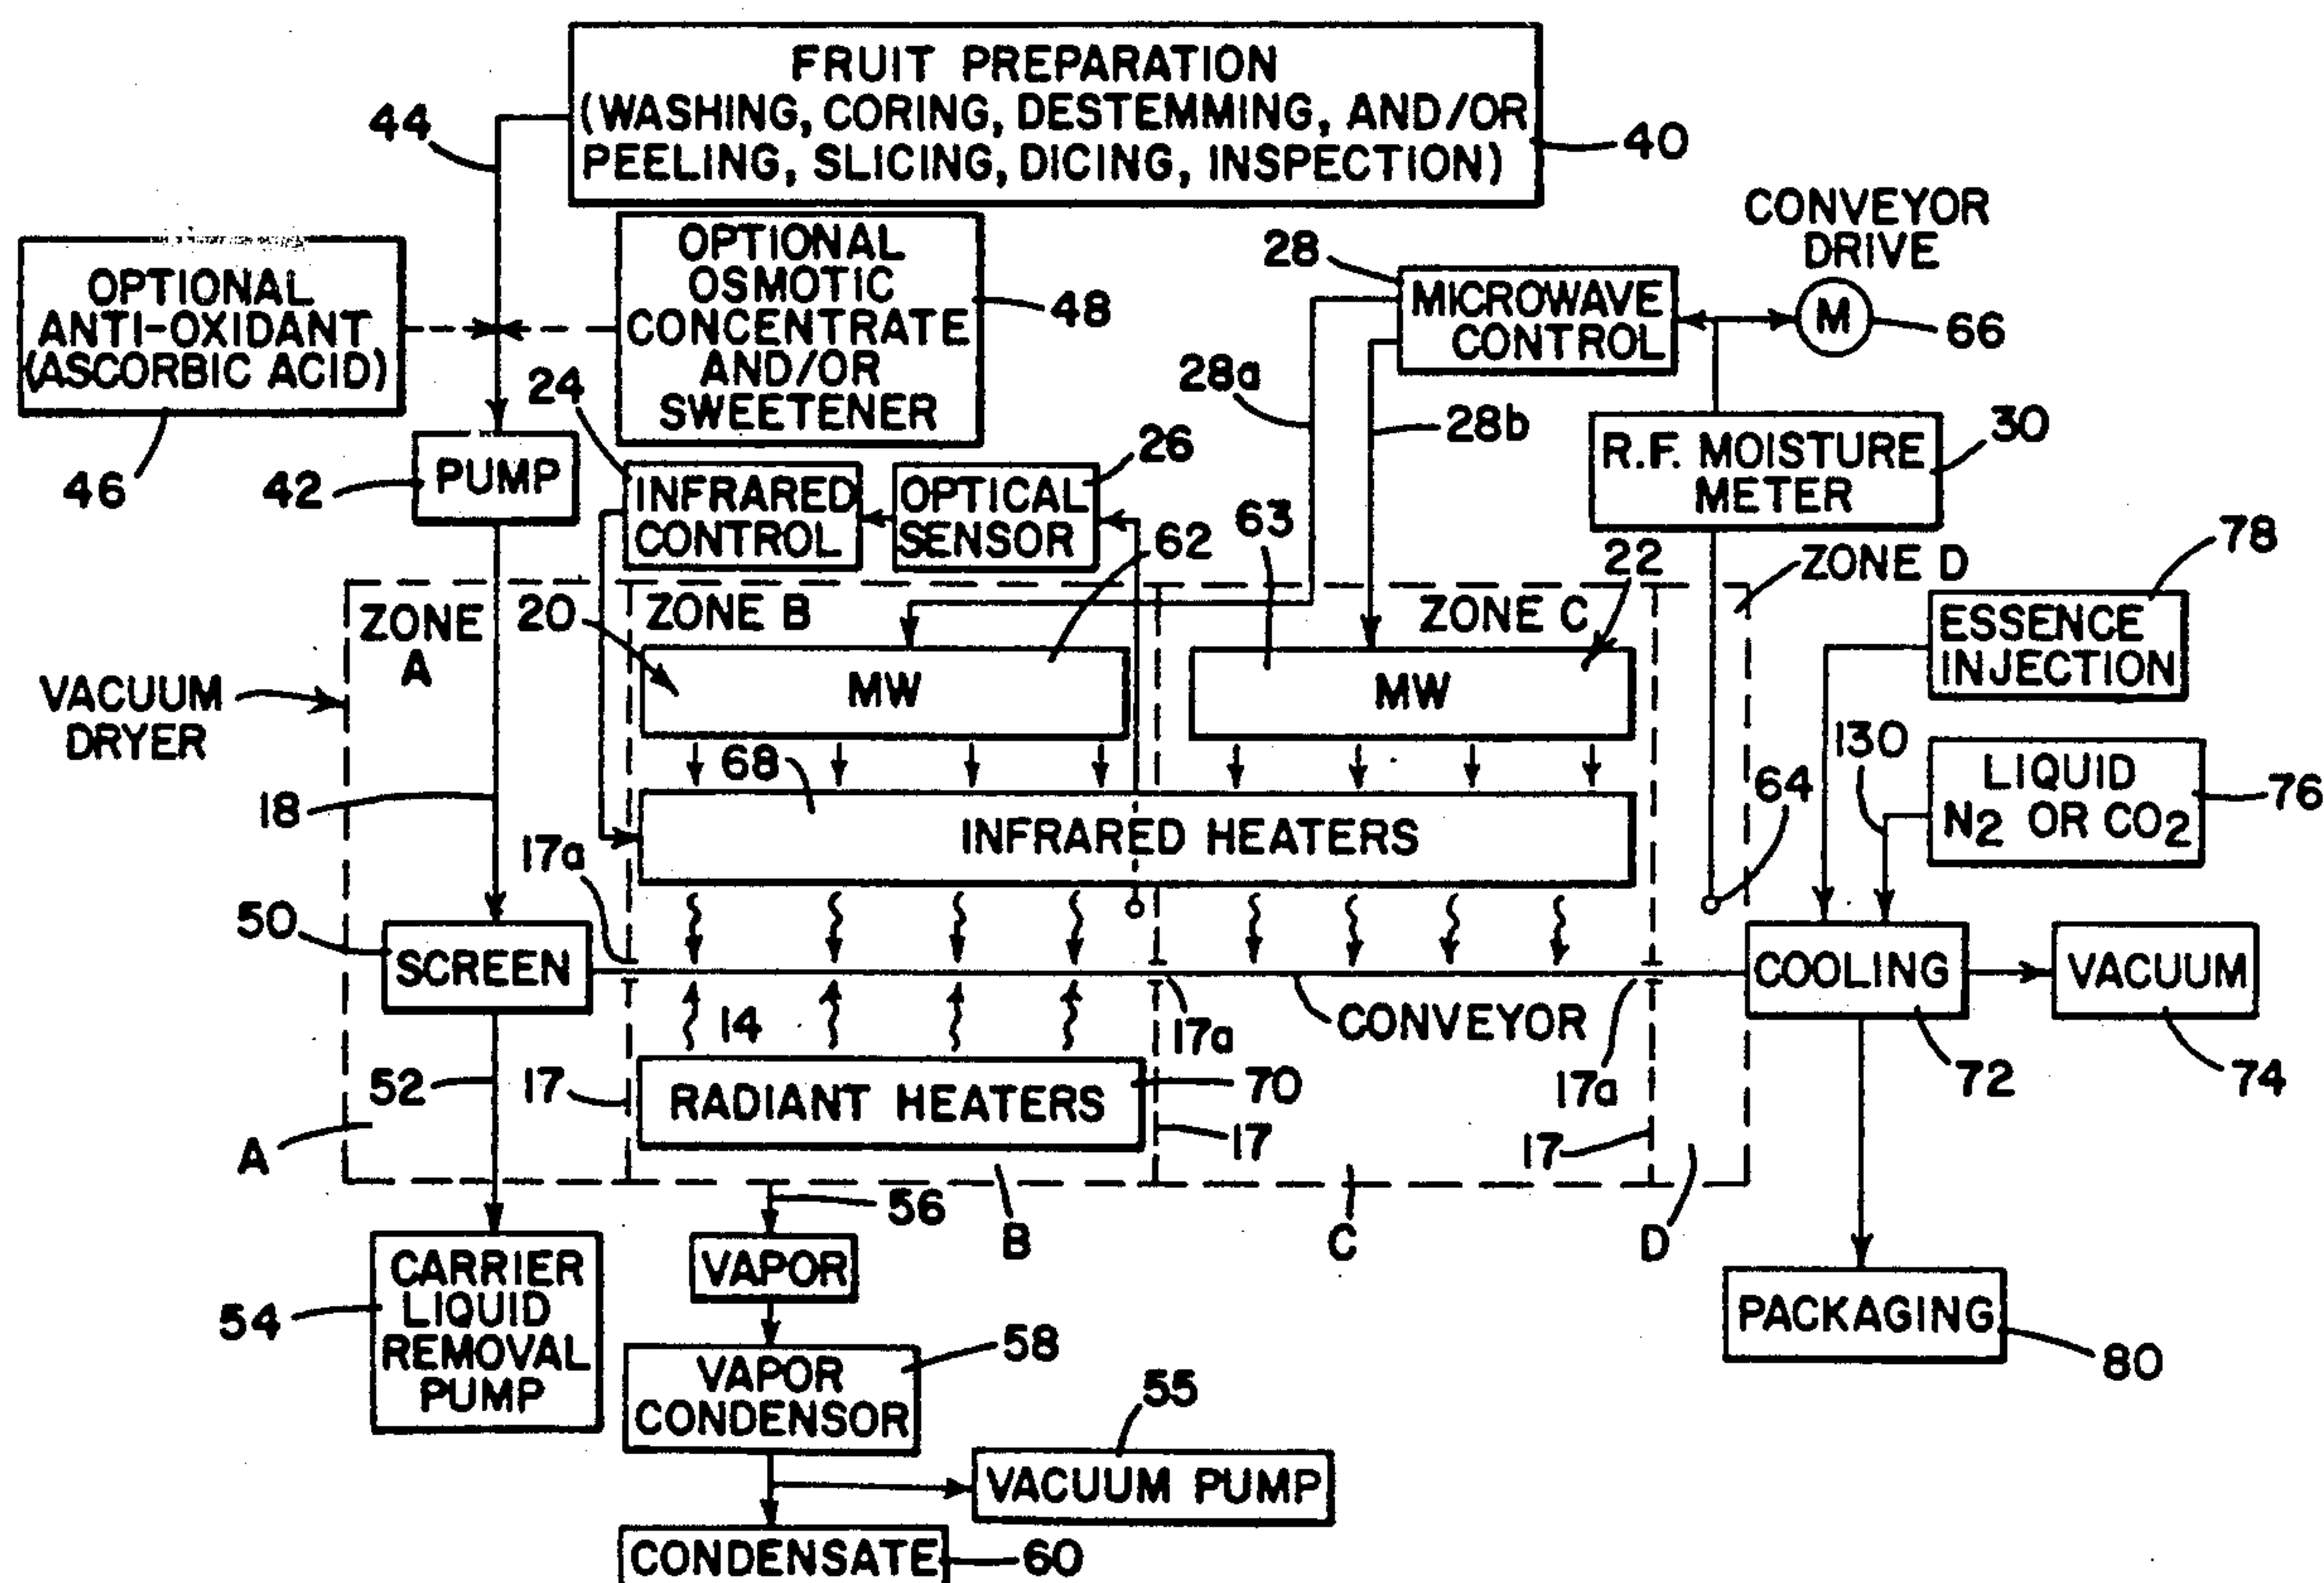 FRUIT PREPARATION
(WASHING, CORING, DESTEMMING, AND/OR
PEELING, SLICING, DICING, INSPECTION)
40
44
OPTIONAL
ANTI-OXIDANT
(ASCORBIC ACID)
46
OPTIONAL
OSMOTIC
CONCENTRATE
AND/OR
SWEETENER
48
CONVEYOR
DRIVE
M
66
28
MICROWAVE
CONTROL
28a
28b
R.F. MOISTURE
METER
30
PUMP
42
24
INFRARED
CONTROL
OPTICAL
SENSOR
26
62
63
22
ZONE D
78
ESSENCE
INJECTION
ZONE
A
20
ZONE B
ZONE C
VACUUM
DRYER
MW
MW
18
68
INFRARED HEATERS
64
130
LIQUID
N2 OR CO2
76
17a
50
SCREEN
COOLING
VACUUM
14
17a
CONVEYOR
17a
72
74
52
17
RADIANT HEATERS
70
17
17
A
56
B
C
D
CARRIER
LIQUID
REMOVAL
PUMP
54
VAPOR
VAPOR
CONDENSOR
58
55
VACUUM PUMP
CONDENSATE
60
PACKAGING
80